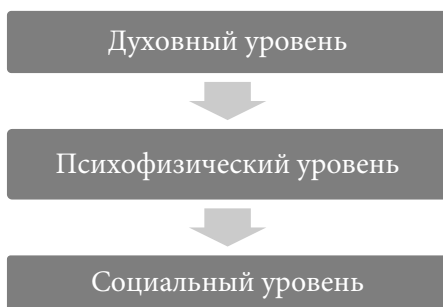 Духовный уровень
Психофизический уровень
Социальный уровень